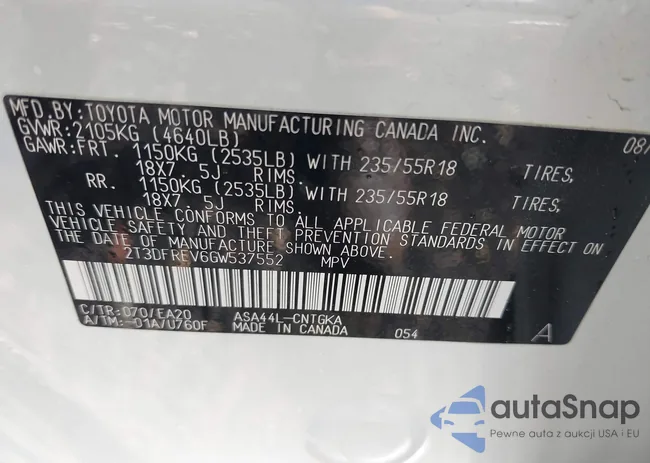 MFD.BY:TOYOTA MOTOR MANUFACTURING CANADA INC. 08/
GVWR:2105KG (4640LB)
GAWR:FRT. 1150KG (2535LB) WITH 235/55R18 TIRES,
18X7.5J RIMS,
RR. 1150KG (2535LB) WITH 235/55R18 TIRES,
18X7.5J RIMS,
THIS VEHICLE CONFORMS TO ALL APPLICABLE FEDERAL MOTOR
VEHICLE SAFETY AND THEFT PREVENTION STANDARDS IN EFFECT ON
THE DATE OF MANUFACTURE SHOWN ABOVE.
2T3DFREV6GW537552 MPV
C/TR:070/EA20 ASA44L-CNTGKA
A/TM:-01A/U760F MADE IN CANADA 054 A
autaSnap
Pewne auta z aukcji USA i EU